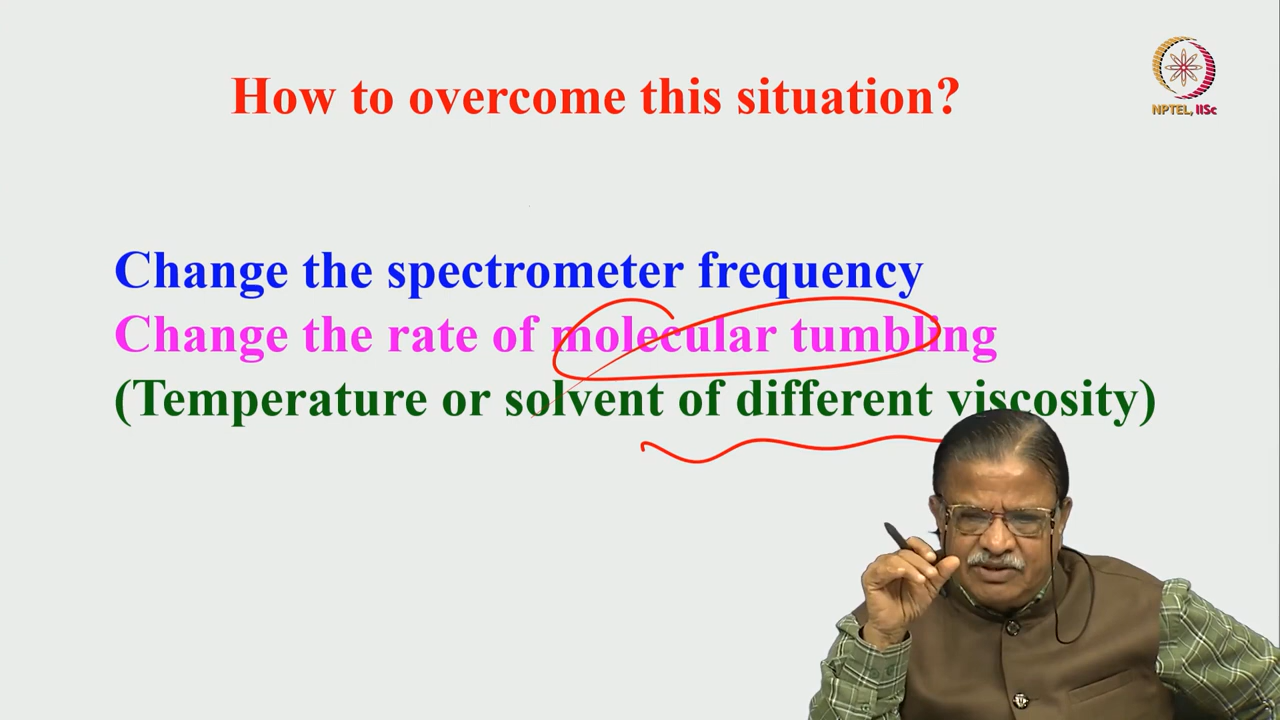 How to overcome this situation?
NPTEL, IISc
Change the spectrometer frequency
Change the rate of molecular tumbling
(Temperature or solvent of different viscosity)